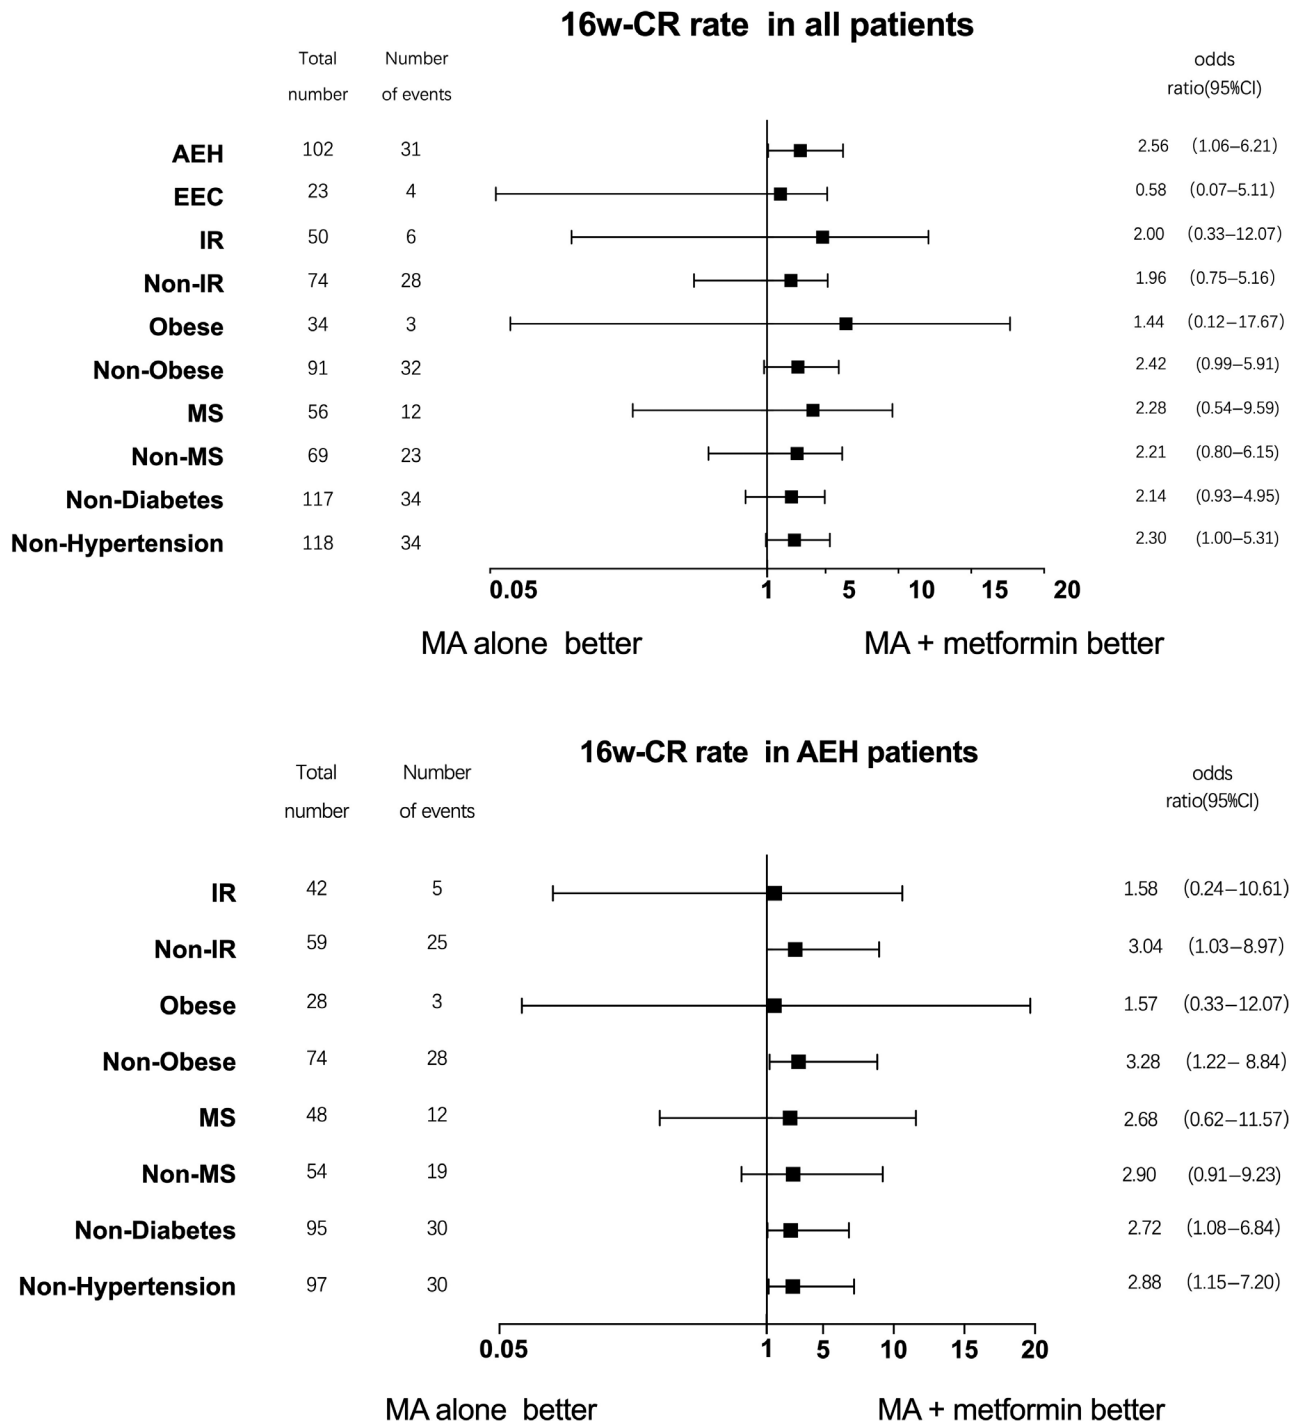 16w-CR rate in all patients
Total Number odds
number of events ratio(95%CI)
AEH 102 31 2.56 (1.06–6.21)
EEC 23 4 0.58 (0.07–5.11)
IR 50 6 2.00 (0.33–12.07)
Non-IR 74 28 1.96 (0.75–5.16)
Obese 34 3 1.44 (0.12–17.67)
Non-Obese 91 32 2.42 (0.99–5.91)
MS 56 12 2.28 (0.54–9.59)
Non-MS 69 23 2.21 (0.80–6.15)
Non-Diabetes 117 34 2.14 (0.93–4.95)
Non-Hypertension 118 34 2.30 (1.00–5.31)
0.05 1 5 10 15 20
MA alone better MA + metformin better
16w-CR rate in AEH patients
Total Number odds
number of events ratio(95%CI)
IR 42 5 1.58 (0.24–10.61)
Non-IR 59 25 3.04 (1.03–8.97)
Obese 28 3 1.57 (0.33–12.07)
Non-Obese 74 28 3.28 (1.22– 8.84)
MS 48 12 2.68 (0.62–11.57)
Non-MS 54 19 2.90 (0.91–9.23)
Non-Diabetes 95 30 2.72 (1.08–6.84)
Non-Hypertension 97 30 2.88 (1.15–7.20)
0.05 1 5 10 15 20
MA alone better MA + metformin better